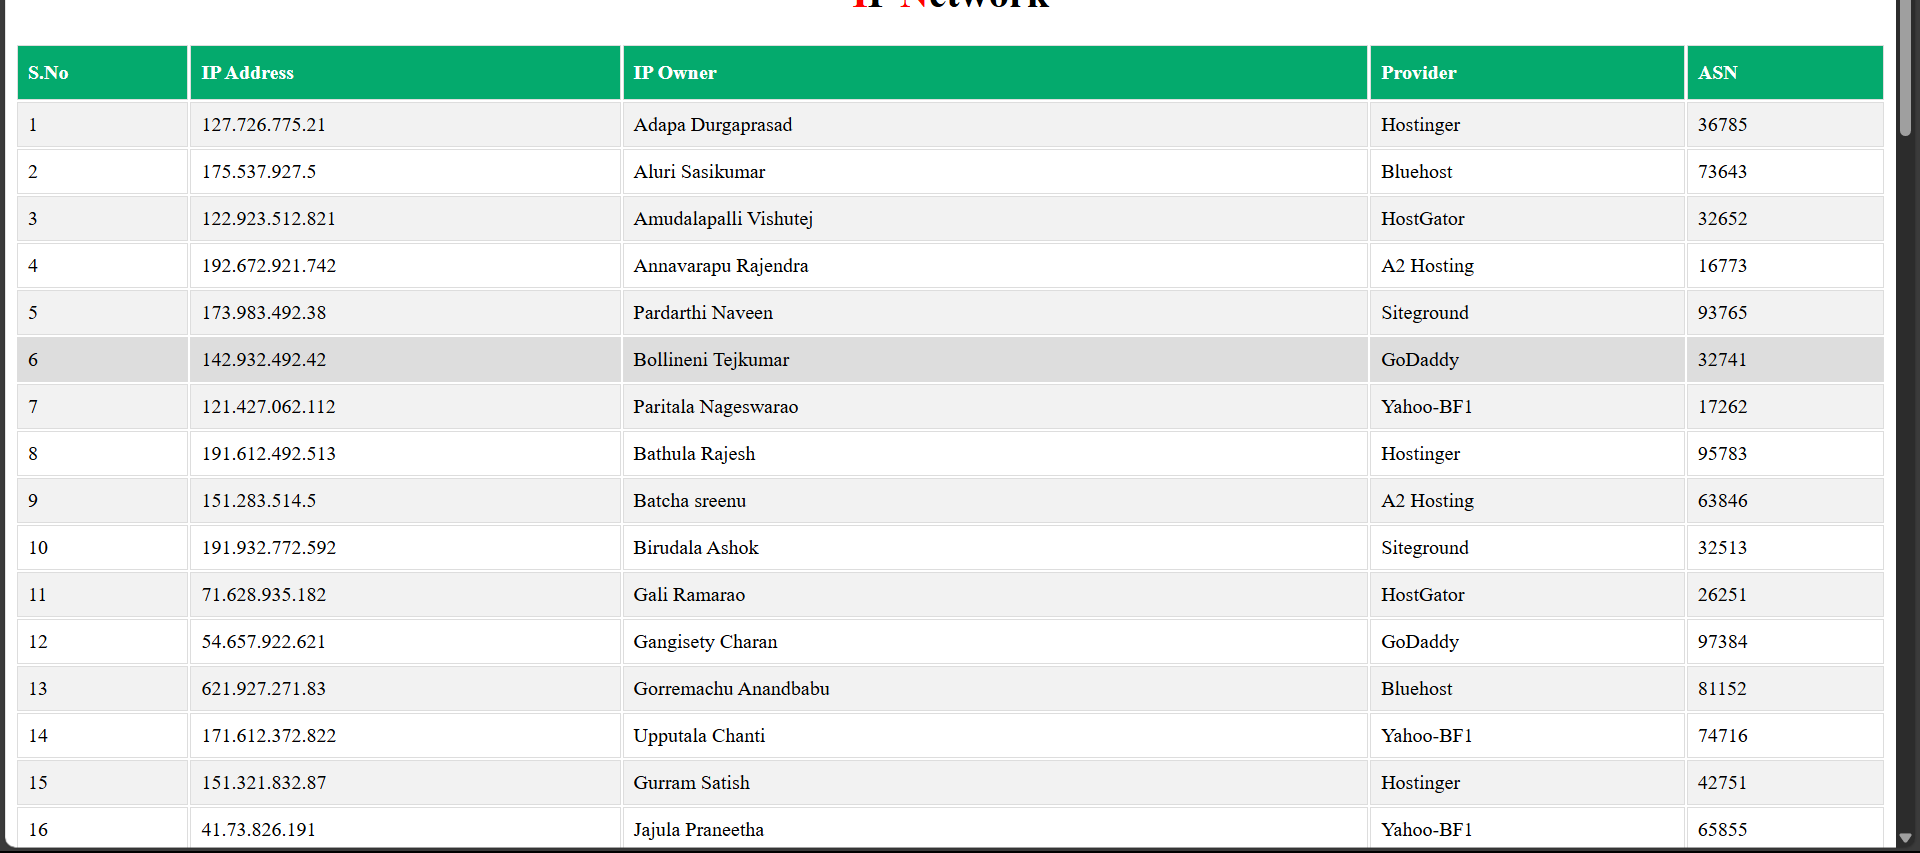 IP Network
S.No IP Address IP Owner Provider ASN
1 127.726.775.21 Adapa Durgaprasad Hostinger 36785
2 175.537.927.5 Aluri Sasikumar Bluehost 73643
3 122.923.512.821 Amudalapalli Vishutej HostGator 32652
4 192.672.921.742 Annavarapu Rajendra A2 Hosting 16773
5 173.983.492.38 Pardarthi Naveen Siteground 93765
6 142.932.492.42 Bollineni Tejkumar GoDaddy 32741
7 121.427.062.112 Paritala Nageswarao Yahoo-BF1 17262
8 191.612.492.513 Bathula Rajesh Hostinger 95783
9 151.283.514.5 Batcha sreenu A2 Hosting 63846
10 191.932.772.592 Birudala Ashok Siteground 32513
11 71.628.935.182 Gali Ramarao HostGator 26251
12 54.657.922.621 Gangisety Charan GoDaddy 97384
13 621.927.271.83 Gorremachu Anandbabu Bluehost 81152
14 171.612.372.822 Upputala Chanti Yahoo-BF1 74716
15 151.321.832.87 Gurram Satish Hostinger 42751
16 41.73.826.191 Jajula Praneetha Yahoo-BF1 65855